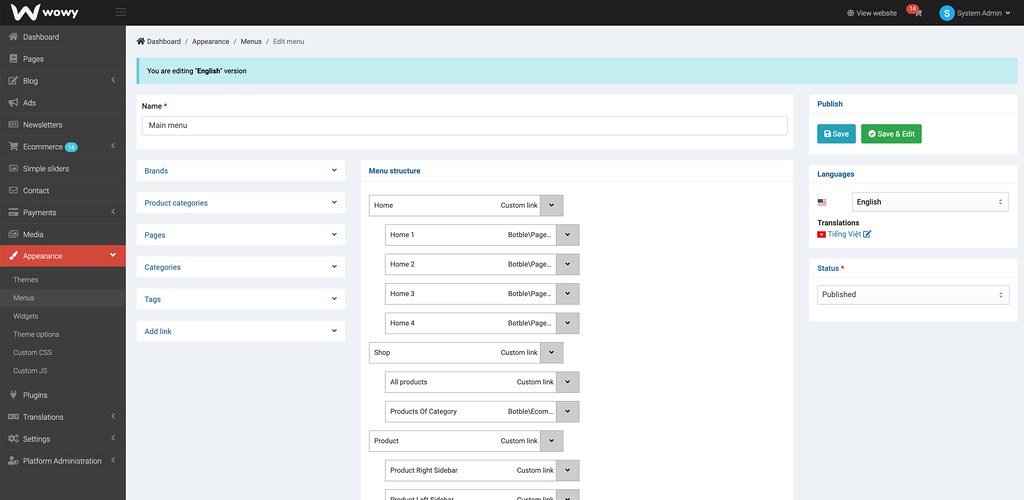 wowy
View website
14
S
System Admin
Dashboard
Pages
Blog
Ads
Newsletters
Ecommerce 14
Simple sliders
Contact
Payments
Media
Appearance
Themes
Menus
Widgets
Theme options
Custom CSS
Custom JS
Plugins
Translations
Settings
Platform Administration
Dashboard / Appearance / Menus / Edit menu
You are editing "English" version
Name *
Main menu
Brands
Product categories
Pages
Categories
Tags
Add link
Menu structure
Home Custom link
Home 1 Botble\Page...
Home 2 Botble\Page...
Home 3 Botble\Page...
Home 4 Botble\Page...
Shop Custom link
All products Custom link
Products Of Category Botble\Ecom...
Product Custom link
Product Right Sidebar Custom link
Product Left Sidebar Custom link
Publish
Save
Save & Edit
Languages
English
Translations
Tiếng Việt
Status *
Published